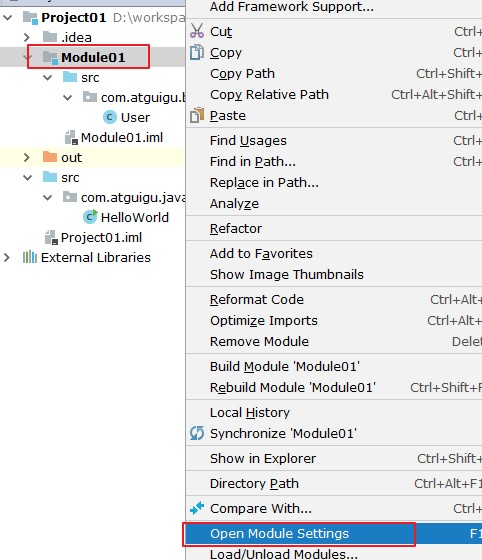 Project01 D:\workspa
.idea
Module01
src
com.atguigu.b
User
Module01.iml
out
src
com.atguigu.java
HelloWorld
Project01.iml
External Libraries
Add Framework Support...
Cut Ctrl+
Copy Ctrl+
Copy Path Ctrl+Shift+
Copy Relative Path Ctrl+Alt+Shift+
Paste Ctrl+
Find Usages Ctrl+
Find in Path... Ctrl+Shift+
Replace in Path...
Analyze
Refactor
Add to Favorites
Show Image Thumbnails
Reformat Code Ctrl+Alt+
Optimize Imports Ctrl+Alt+
Remove Module Delet
Build Module 'Module01'
Rebuild Module 'Module01' Ctrl+Shift+F
Local History
Synchronize 'Module01'
Show in Explorer Ctrl+Shift+
Directory Path Ctrl+Alt+F1
Compare With... Ctrl+
Open Module Settings F1
Load/Unload Modules...